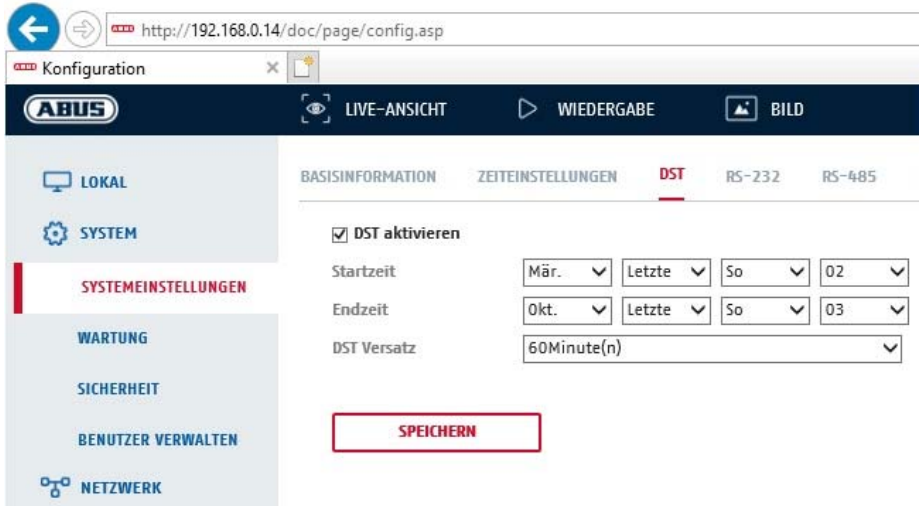 http://192.168.0.14/doc/page/config.asp
ABUS Konfiguration
ABUS LIVE-ANSICHT WIEDERGABE BILD
LOKAL
SYSTEM
SYSTEMEINSTELLUNGEN
WARTUNG
SICHERHEIT
BENUTZER VERWALTEN
NETZWERK
BASISINFORMATION ZEITEINSTELLUNGEN DST RS-232 RS-485
DST aktivieren
Startzeit Mär. Letzte So 02
Endzeit Okt. Letzte So 03
DST Versatz 60Minute(n)
SPEICHERN